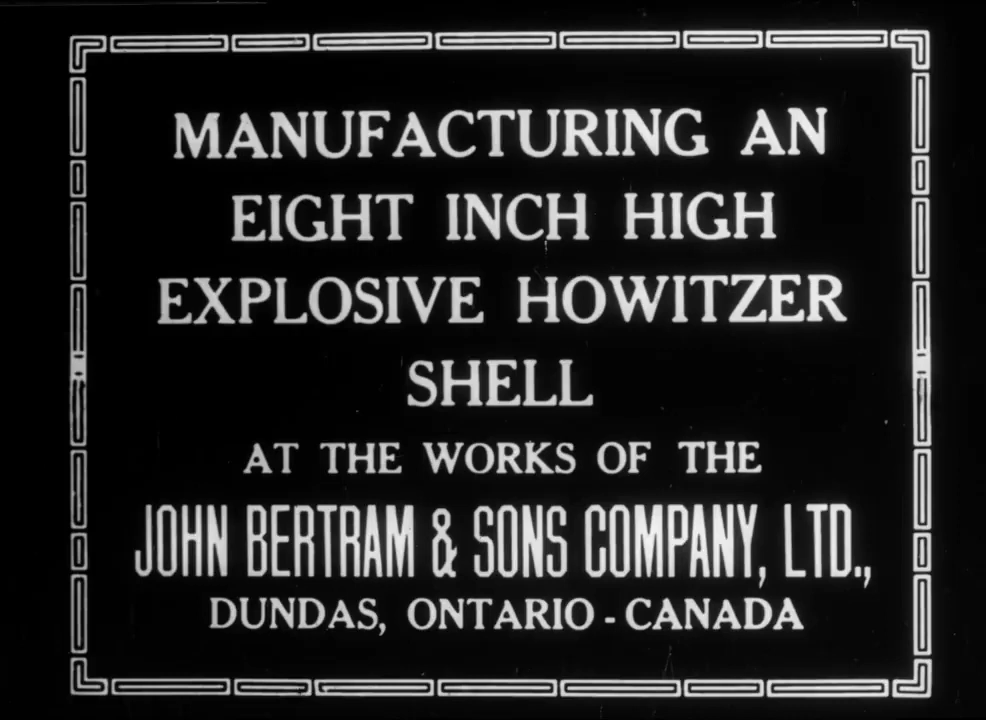 MANUFACTURING AN
EIGHT INCH HIGH
EXPLOSIVE HOWITZER
SHELL
AT THE WORKS OF THE
JOHN BERTRAM & SONS COMPANY, LTD.,
DUNDAS, ONTARIO - CANADA